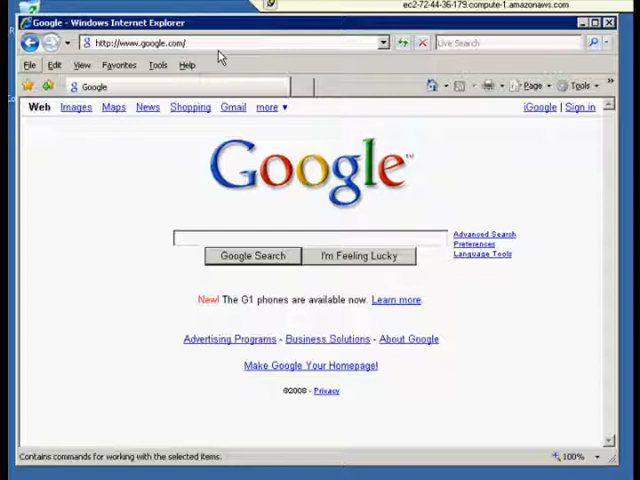 ec2-72-44-36-179.compute-1.amazonaws.com
Google - Windows Internet Explorer
http://www.google.com/
Live Search
File Edit View Favorites Tools Help
Google
Page Tools
Web Images Maps News Shopping Gmail more ▼
iGoogle | Sign in
Google™
Advanced Search
Preferences
Language Tools
Google Search I'm Feeling Lucky
New! The G1 phones are available now. Learn more.
Advertising Programs - Business Solutions - About Google
Make Google Your Homepage!
©2008 - Privacy
Contains commands for working with the selected items.
100%